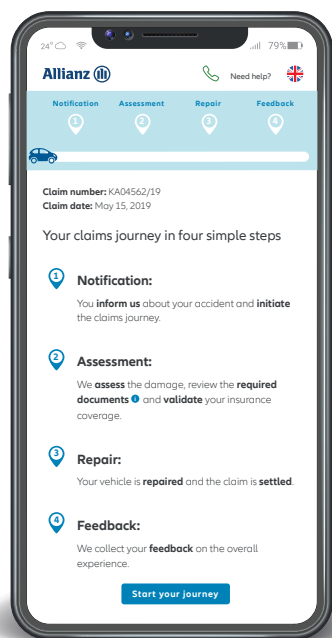 24°
79%
Allianz
Need help?
Notification Assessment Repair Feedback
1 2 3 4
Claim number: KA04562/19
Claim date: May 15, 2019
Your claims journey in four simple steps
1
Notification:
You inform us about your accident and initiate
the claims journey.
2
Assessment:
We assess the damage, review the required
documents i and validate your insurance
coverage.
3
Repair:
Your vehicle is repaired and the claim is settled.
4
Feedback:
We collect your feedback on the overall
experience.
Start your journey